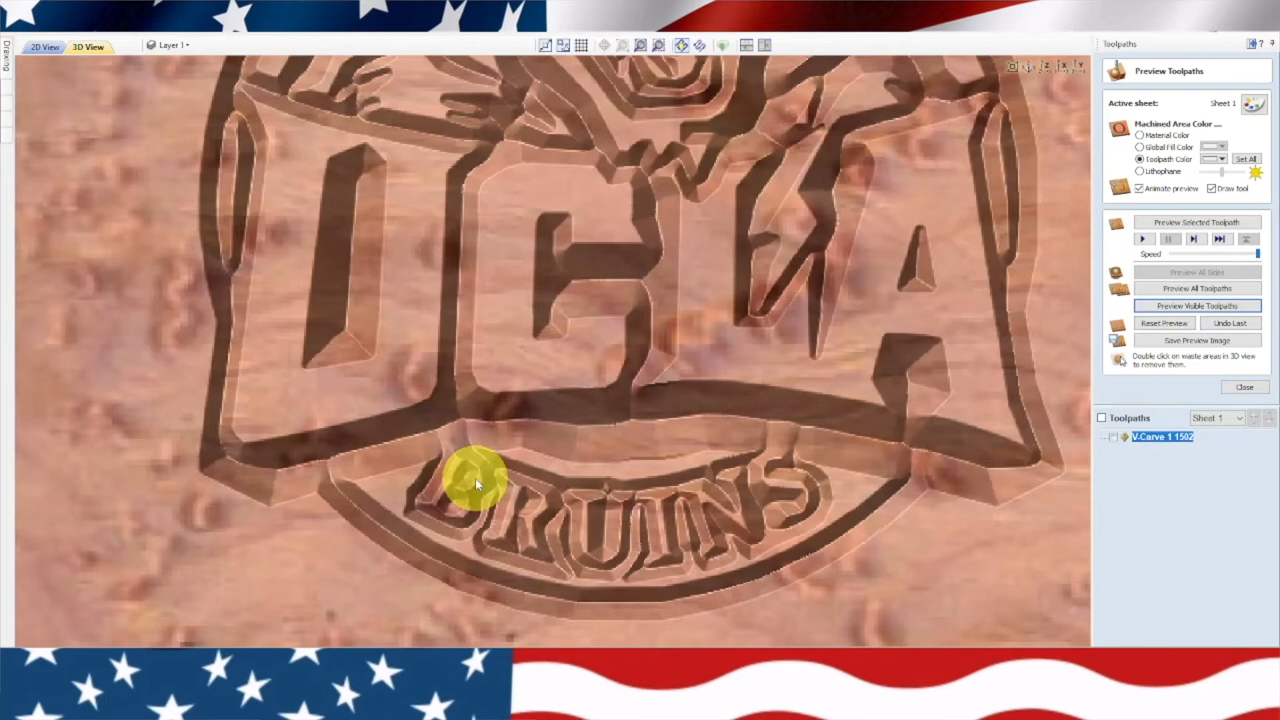 Drawing
2D View
3D View
Layer 1
Toolpaths
Preview Toolpaths
Active sheet:
Sheet 1
Machined Area Color ....
Material Color
Global Fill Color
Toolpath Color
Set All
Lithophane
Animate preview
Draw tool
Preview Selected Toolpath
Speed
Preview All Sides
Preview All Toolpaths
Preview Visible Toolpaths
Reset Preview
Undo Last
Save Preview Image
Double click on waste areas in 3D view
to remove them.
Close
Toolpaths
Sheet 1
V-Carve 1 1502
UCLA
BRUINS